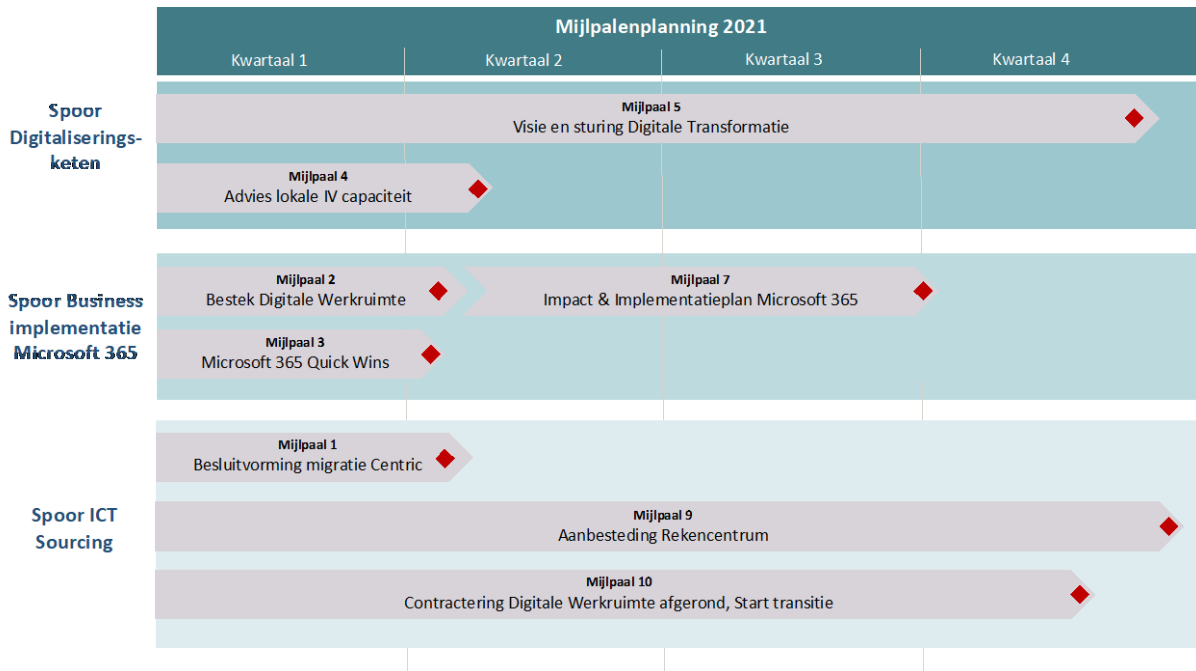 Mijlpalenplanning 2021
Kwartaal 1
Kwartaal 2
Kwartaal 3
Kwartaal 4
Spoor
Digitaliserings-
keten
Mijlpaal 5
Visie en sturing Digitale Transformatie
Mijlpaal 4
Advies lokale IV capaciteit
Spoor Business
implementatie
Microsoft 365
Mijlpaal 2
Bestek Digitale Werkruimte
Mijlpaal 7
Impact & Implementatieplan Microsoft 365
Mijlpaal 3
Microsoft 365 Quick Wins
Spoor ICT
Sourcing
Mijlpaal 1
Besluitvorming migratie Centric
Mijlpaal 9
Aanbesteding Rekencentrum
Mijlpaal 10
Contractering Digitale Werkruimte afgerond, Start transitie